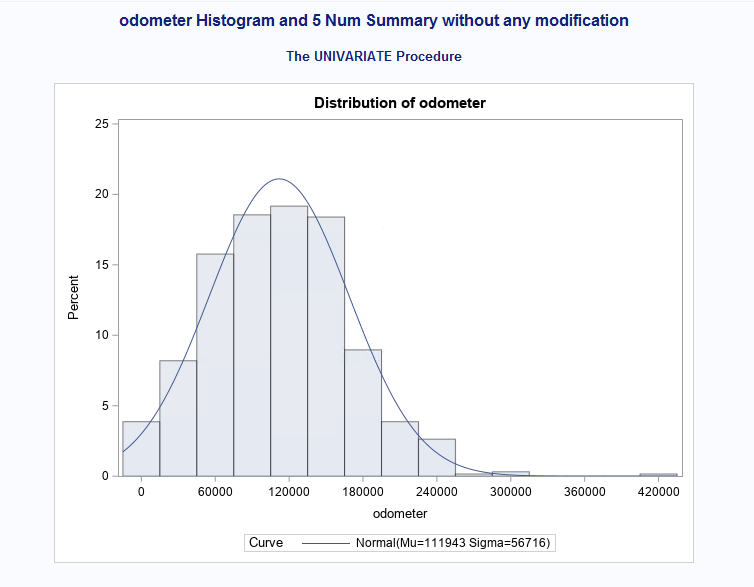 odometer Histogram and 5 Num Summary without any modification
The UNIVARIATE Procedure
Distribution of odometer
25
20
15
10
5
0
Percent
0 60000 120000 180000 240000 300000 360000 420000
odometer
Curve Normal(Mu=111943 Sigma=56716)